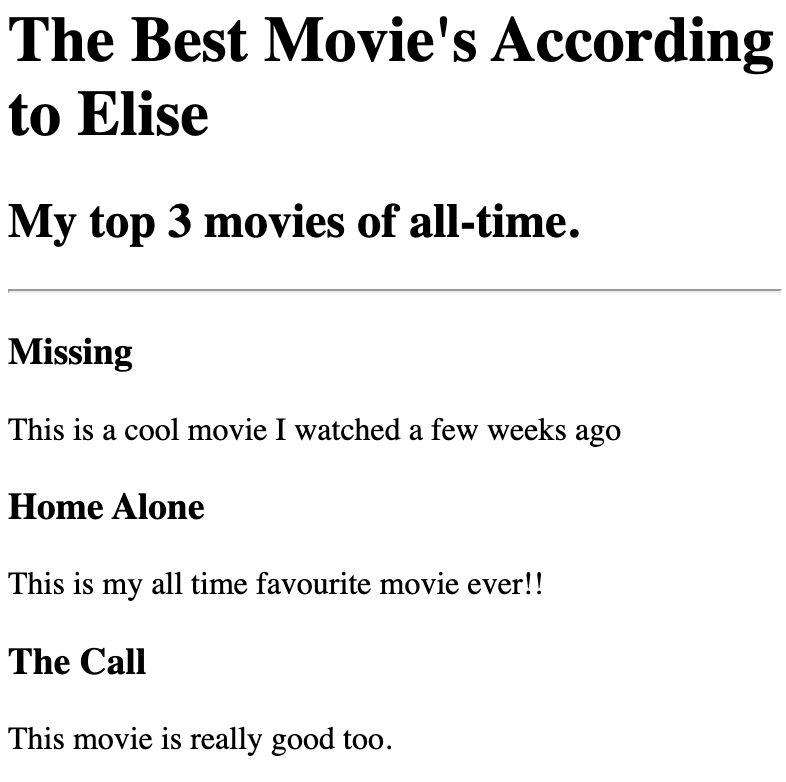 The Best Movie's According
to Elise
My top 3 movies of all-time.
Missing
This is a cool movie I watched a few weeks ago
Home Alone
This is my all time favourite movie ever!!
The Call
This movie is really good too.